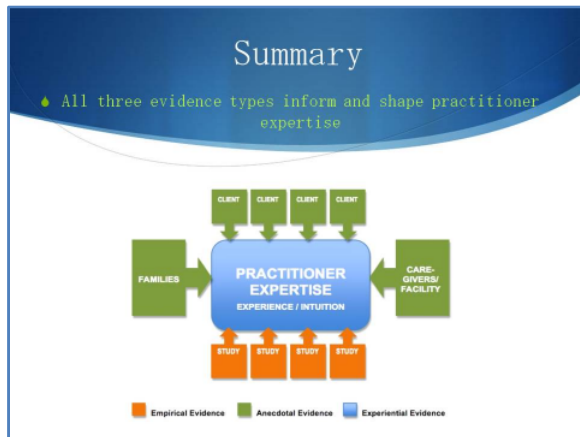 Summary
All three evidence types inform and shape practitioner
expertise
CLIENT CLIENT CLIENT CLIENT
FAMILIES
PRACTITIONER
EXPERTISE
EXPERIENCE / INTUITION
CARE-
GIVERS/
FACILITY
STUDY STUDY STUDY STUDY
Empirical Evidence Anecdotal Evidence Experiential Evidence